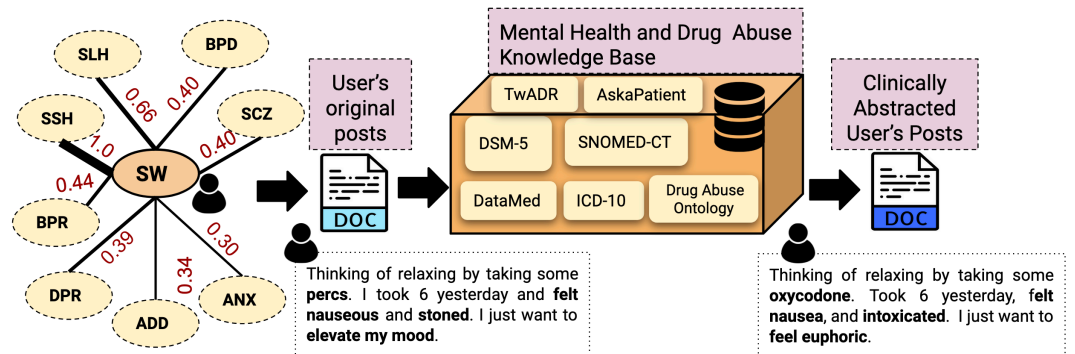 SLH
BPD
SSH
SCZ
SW
BPR
DPR
ADD
ANX
0.66
0.40
1.0
0.40
0.44
0.39
0.34
0.30
User's
original
posts
DOC
Mental Health and Drug Abuse
Knowledge Base
TwADR
AskaPatient
DSM-5
SNOMED-CT
DataMed
ICD-10
Drug Abuse
Ontology
Clinically
Abstracted
User's Posts
DOC
Thinking of relaxing by taking some
percs. I took 6 yesterday and felt
nauseous and stoned. I just want to
elevate my mood.
Thinking of relaxing by taking some
oxycodone. Took 6 yesterday, felt
nausea, and intoxicated. I just want to
feel euphoric.